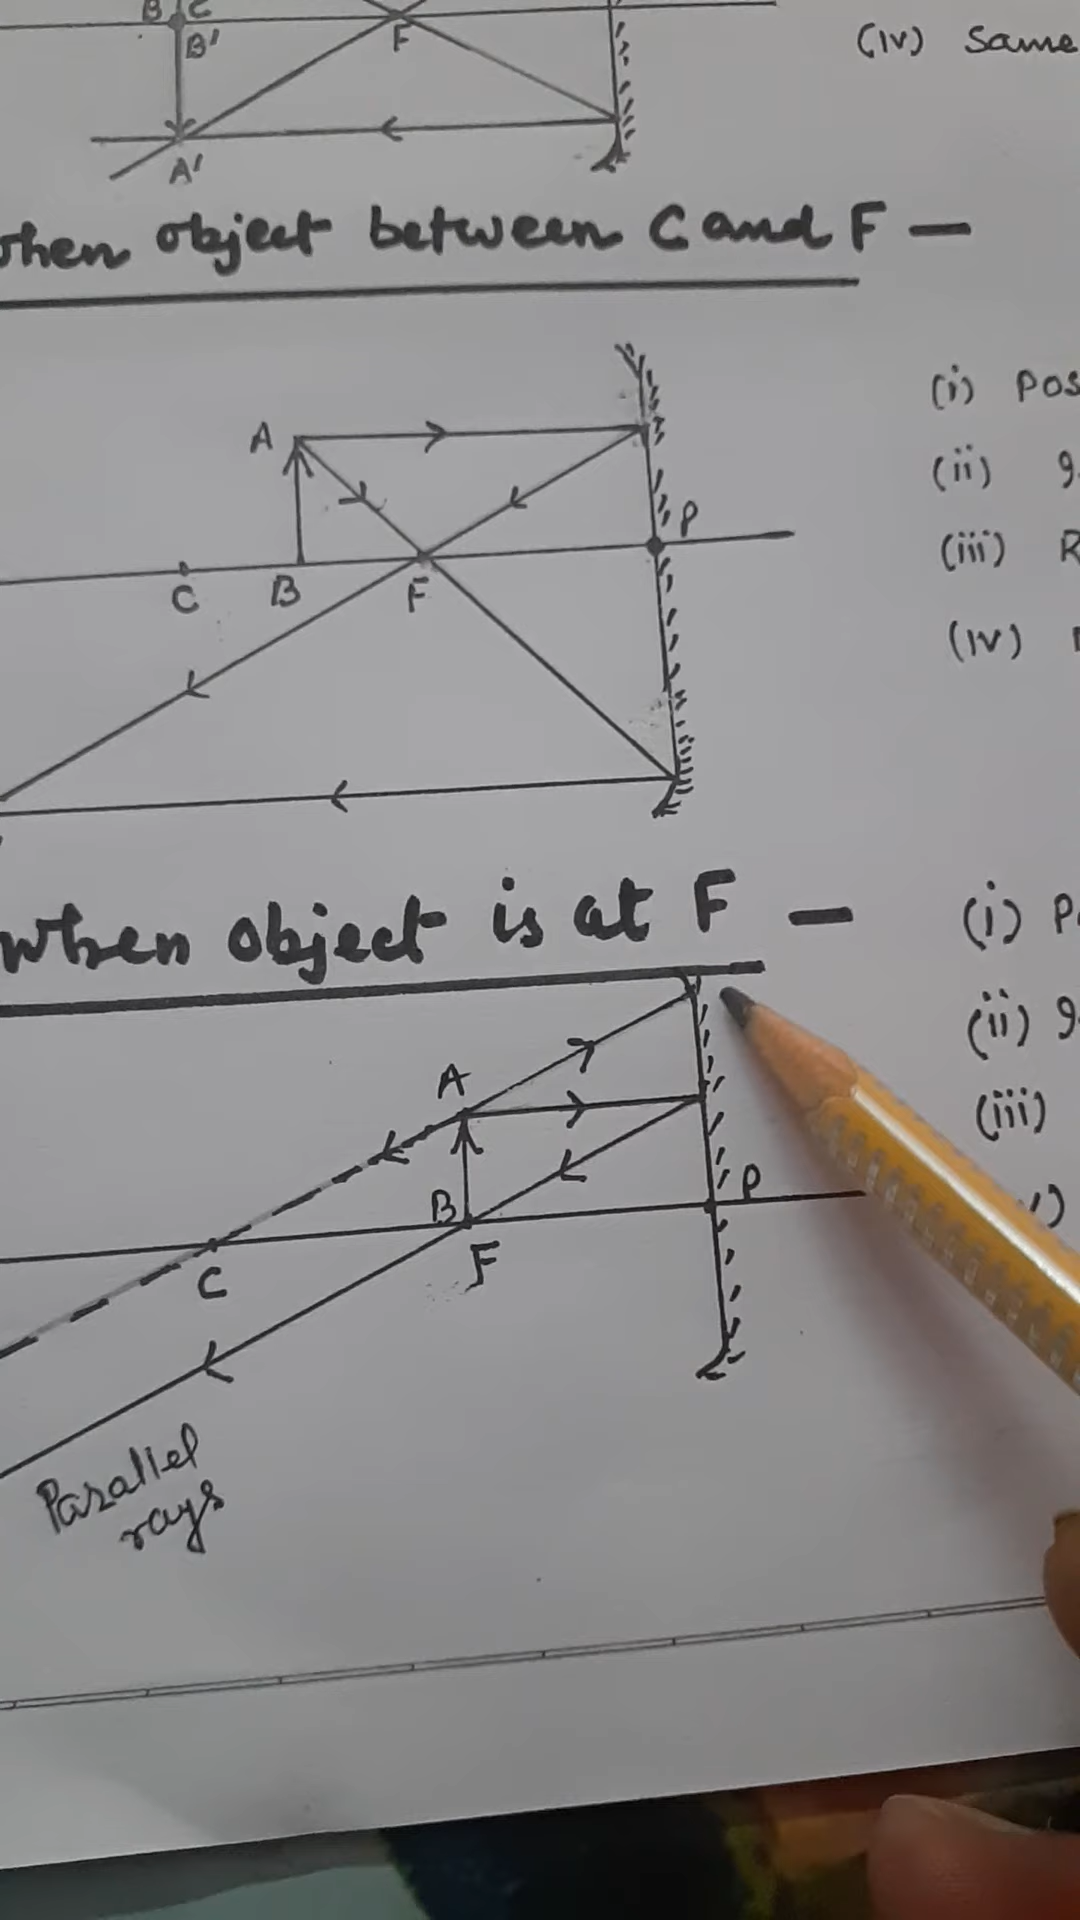 B C
B'
F
(iv) Same
A'
when object between C and F —
A
P
C
B
F
(i) Pos
(ii) g
(iii) R
(iv)
when object is at F —
(i) P
(ii) g
(iii)
A
B
P
C
F
Parallel
rays